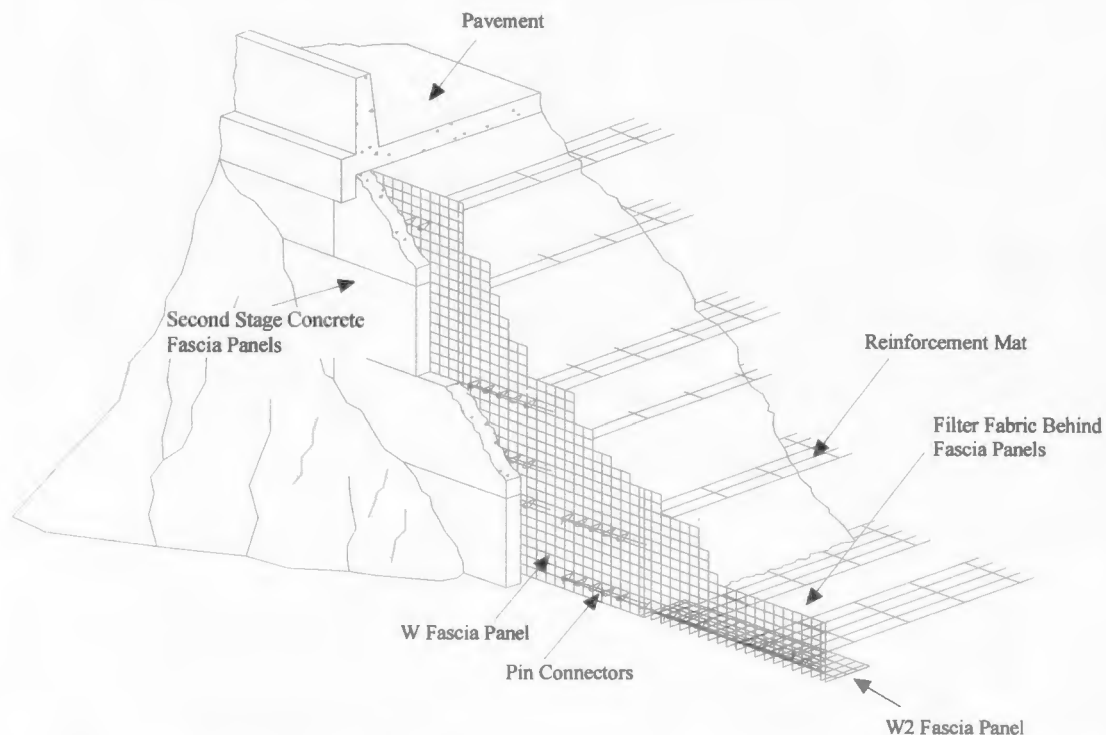 Pavement
Second Stage Concrete
Fascia Panels
Reinforcement Mat
Filter Fabric Behind
Fascia Panels
W Fascia Panel
Pin Connectors
W2 Fascia Panel